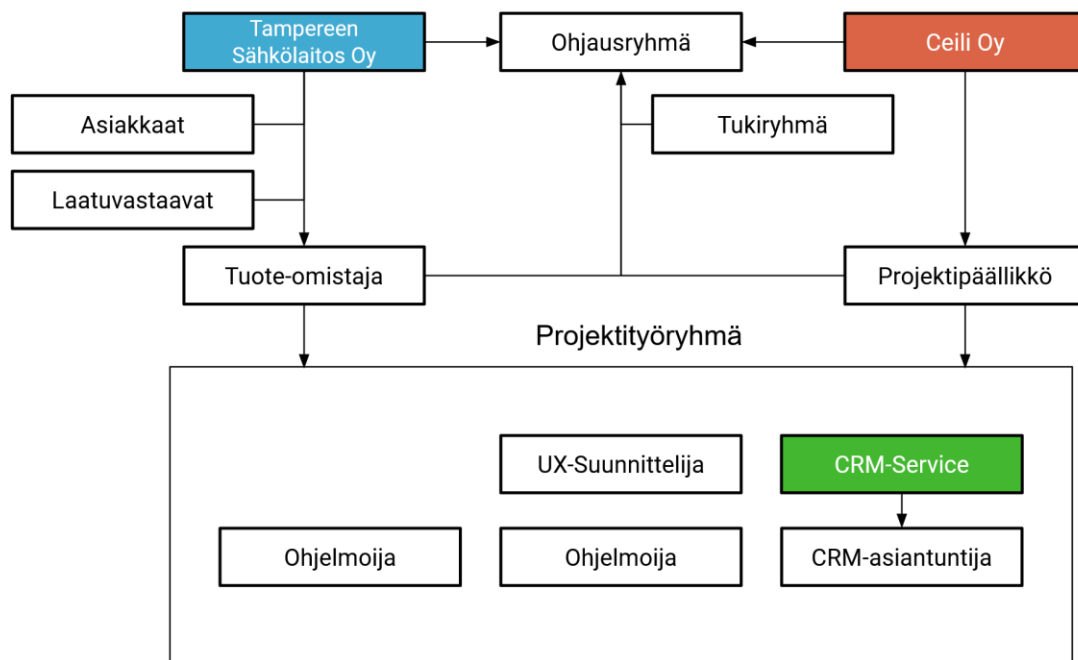 Tampereen
Sähkölaitos Oy
Ohjausryhmä
Ceili Oy
Asiakkaat
Tukiryhmä
Laatuvastaavat
Tuote-omistaja
Projektipäällikkö
Projektityöryhmä
UX-Suunnittelija
CRM-Service
Ohjelmoija
Ohjelmoija
CRM-asiantuntija